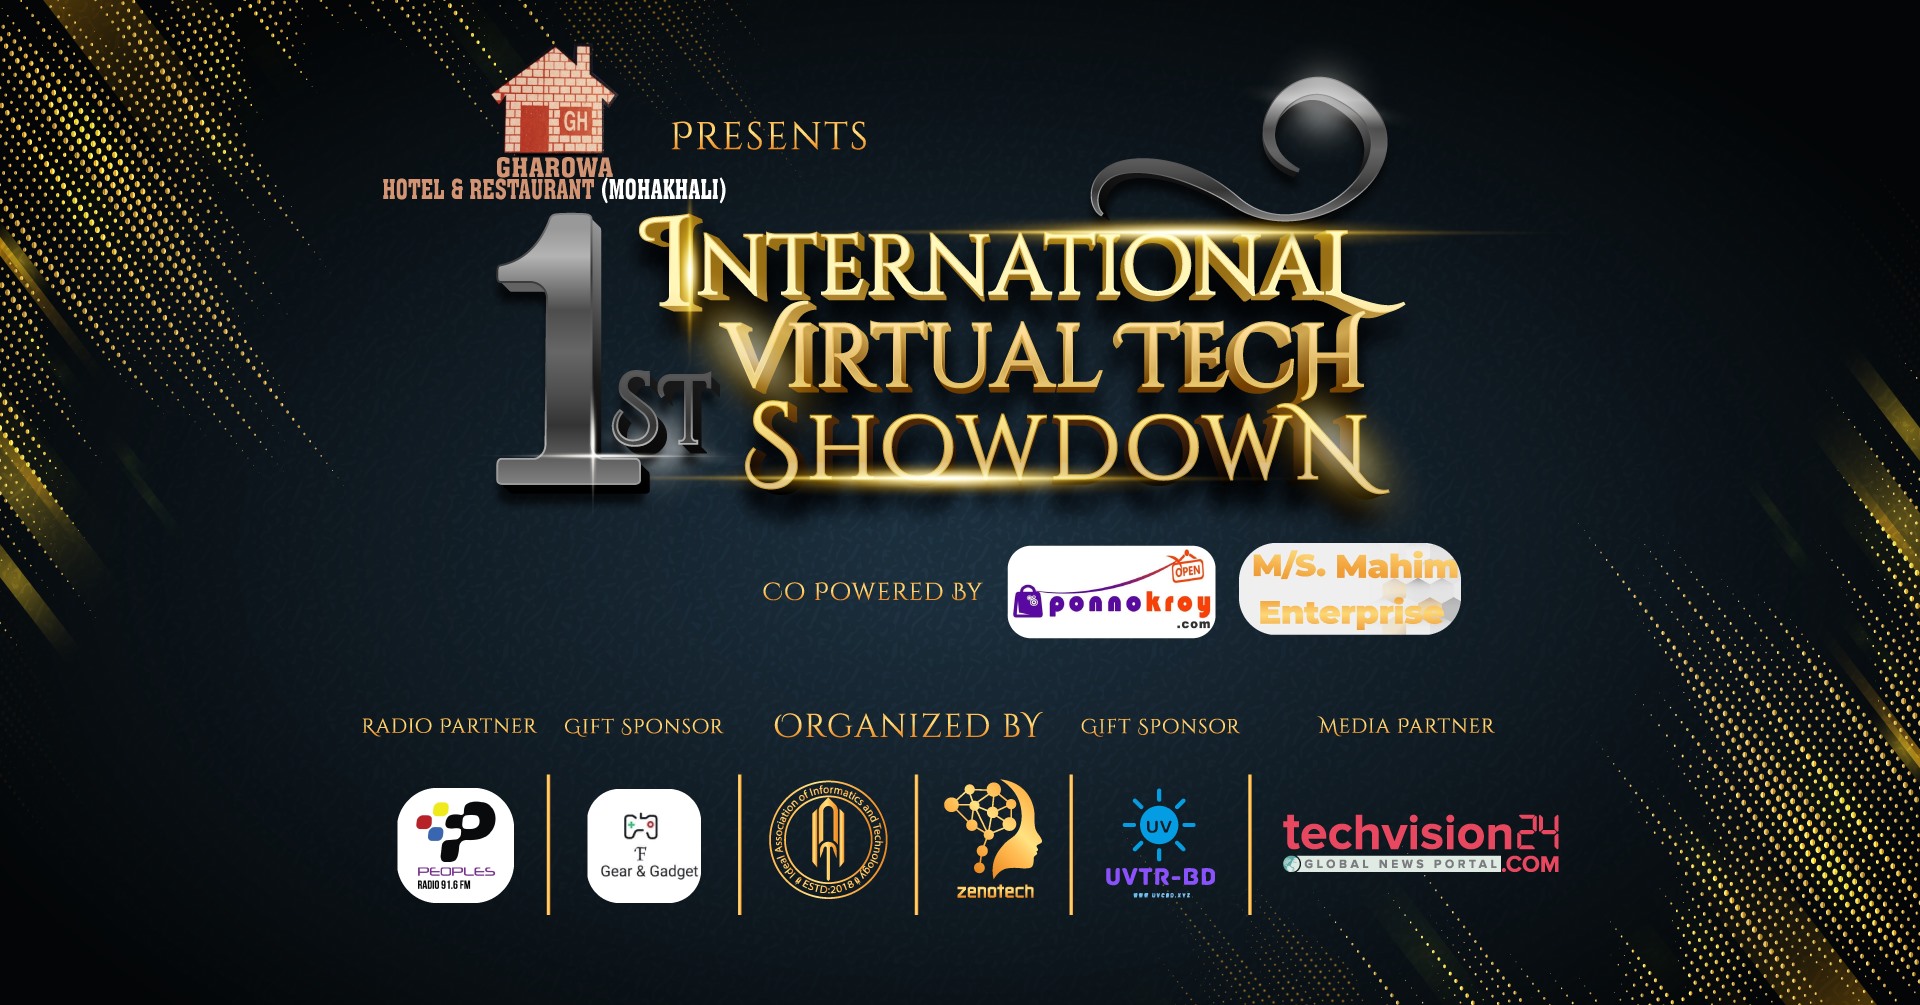 GH
GHAROWA
HOTEL & RESTAURANT (MOHAKHALI)
PRESENTS
1ST
INTERNATIONAL
VIRTUAL TECH
SHOWDOWN
CO POWERED BY
OPEN
ponnokroy
.com
M/S. Mahim
Enterprise
RADIO PARTNER
GIFT SPONSOR
ORGANIZED BY
GIFT SPONSOR
MEDIA PARTNER
PEOPLES
RADIO 91.6 FM
F
Gear & Gadget
Ideal Association of Informatics and Technology
# ESTD:2018 #
zenotech
UV
UVTR-BD
techvision24
GLOBAL NEWS PORTAL .COM